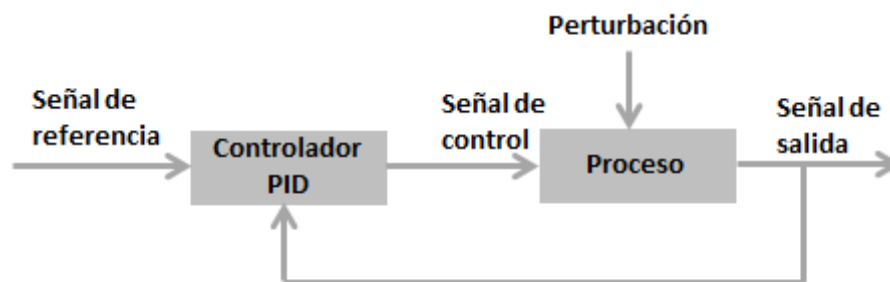 Perturbación
Señal de
referencia
Controlador
PID
Señal de
control
Proceso
Señal de
salida